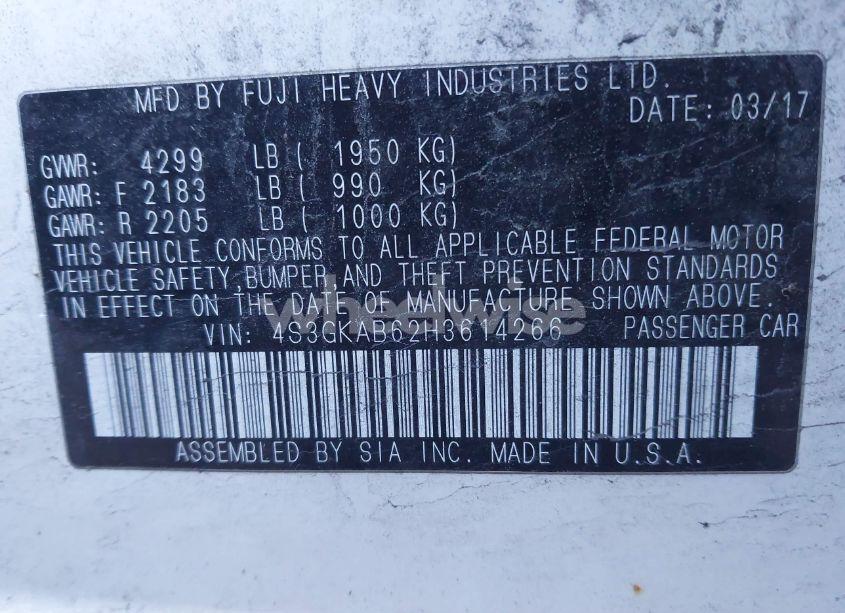 MFD BY FUJI HEAVY INDUSTRIES LTD.
DATE: 03/17
GVWR: 4299 LB ( 1950 KG)
GAWR: F 2183 LB ( 990 KG)
GAWR: R 2205 LB ( 1000 KG)
THIS VEHICLE CONFORMS TO ALL APPLICABLE FEDERAL MOTOR
VEHICLE SAFETY, BUMPER, AND THEFT PREVENTION STANDARDS
IN EFFECT ON THE DATE OF MANUFACTURE SHOWN ABOVE.
wheelwise
VIN: 4S3GKAB62H3614266 PASSENGER CAR
ASSEMBLED BY SIA INC. MADE IN U.S.A.